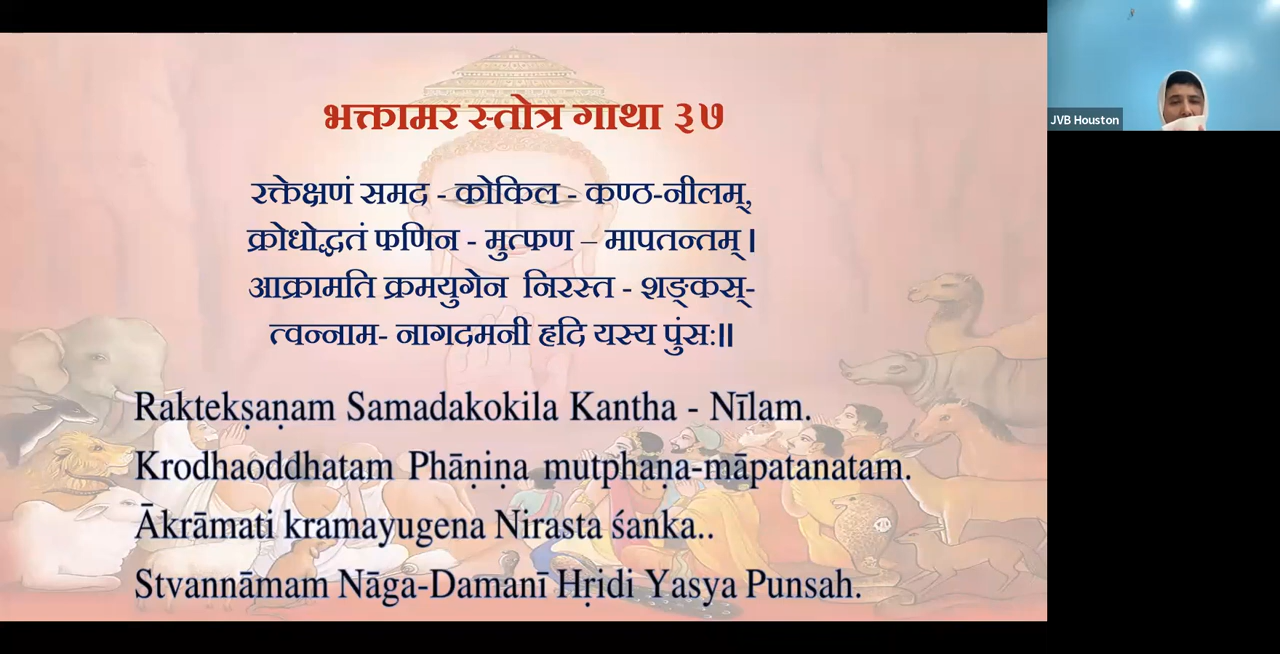 भक्तामर स्तोत्र गाथा ३७
रक्तेक्षणं समद - कोकिल - कण्ठ-नीलम्,
क्रोधोद्धतं फणिन - मुत्फण – मापतन्तम् ।
आक्रामति क्रमयुगेन निरस्त - शङ्कस्-
त्वन्नाम- नागदमनी हृदि यस्य पुंसः॥
Raktekṣaṇam Samadakokila Kantha - Nīlam.
Krodhaoddhatam Phāṇiṇa mutphaṇa-māpatanatam.
Ākrāmati kramayugena Nirasta śanka..
Stvannāmam Nāga-Damanī Hṛidi Yasya Punsah.
JVB Houston